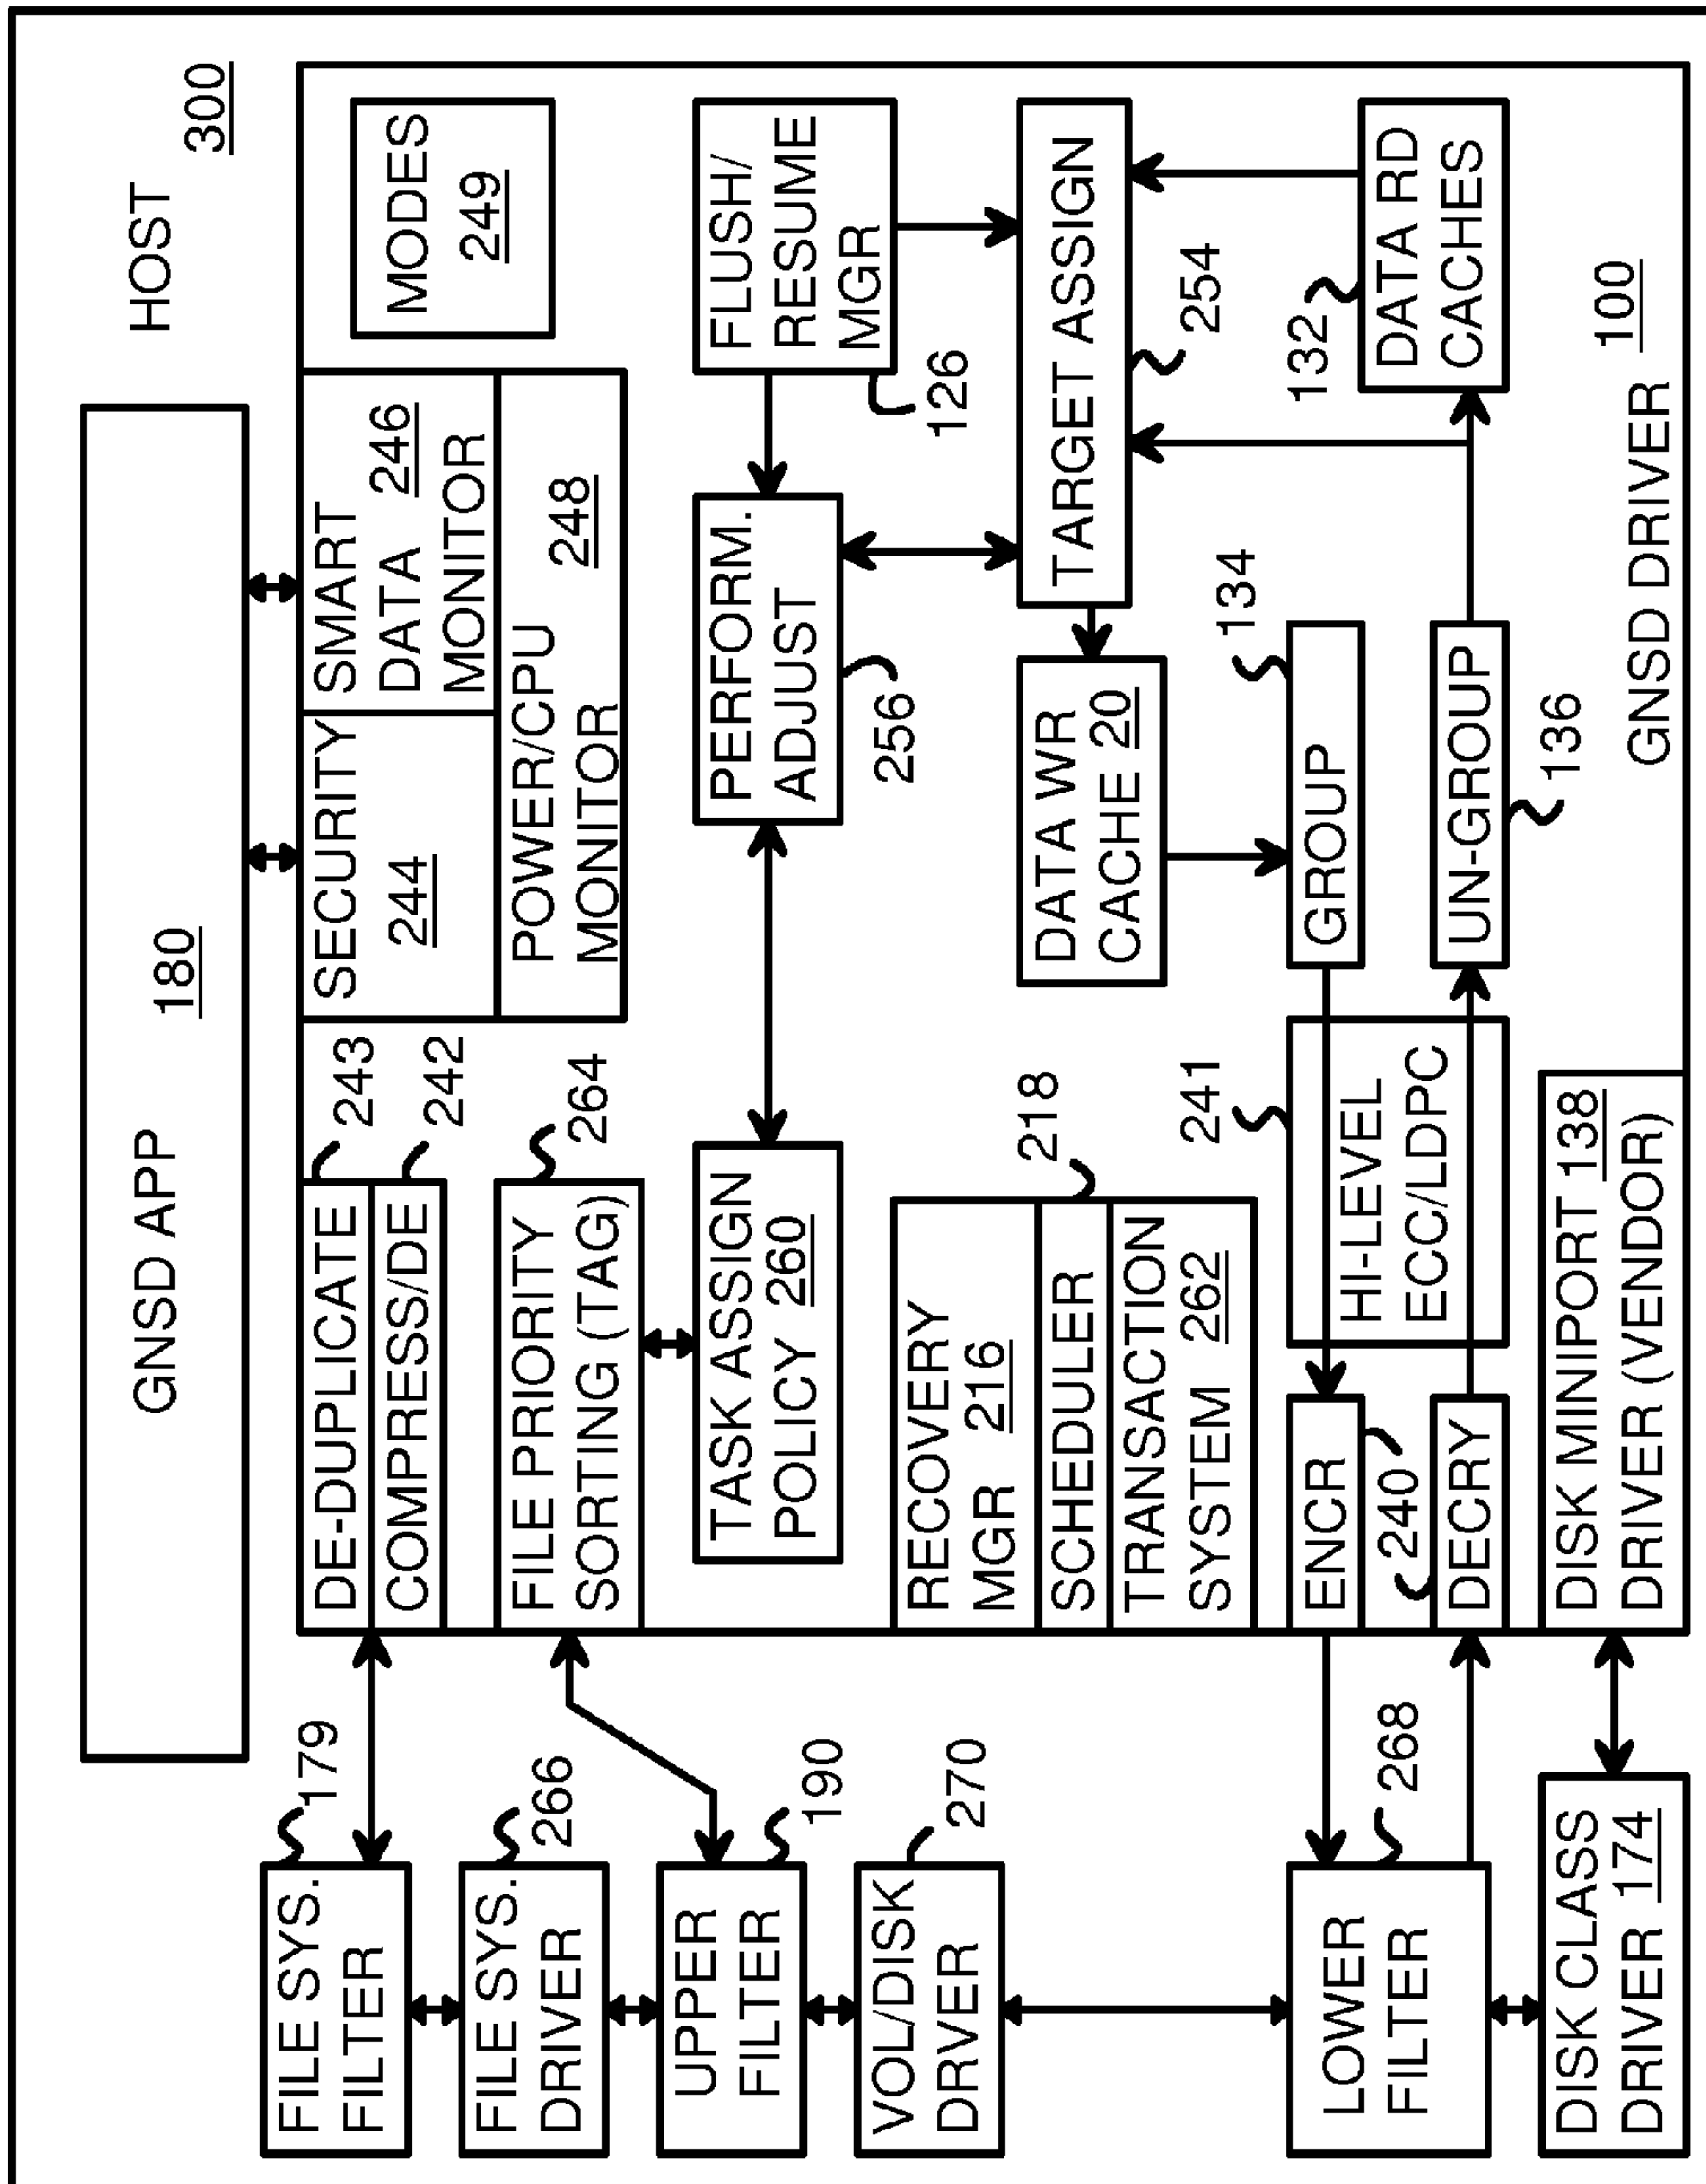 HOST
300
GNSD APP
180
FILE SYS.
FILTER
179
FILE SYS.
DRIVER
266
UPPER
FILTER
190
VOL/DISK
DRVER
270
LOWER
FILTER
268
DISK CLASS
DRIVER 174
DE-DUPLICATE
243
COMPRESS/DE
242
SECURITY
244
SMART
DATA 246
MONITOR
POWER/CPU
MONITOR
248
MODES
249
FILE PRIORITY
SORTING (TAG)
264
TASK ASSIGN
POLICY 260
PERFORM.
ADJUST
256
FLUSH/
RESUME
MGR
126
RECOVERY
MGR 216
SCHEDULER
218
TRANSACTION
SYSTEM 262
TARGET ASSIGN
254
DATA WR
CACHE 20
ENCR
240
DECRY
HI-LEVEL
ECC/LDPC
241
GROUP
134
UN-GROUP
136
DATA RD
CACHES
132
DISK MINIPORT 138
DRIVER (VENDOR)
GNSD DRIVER
100